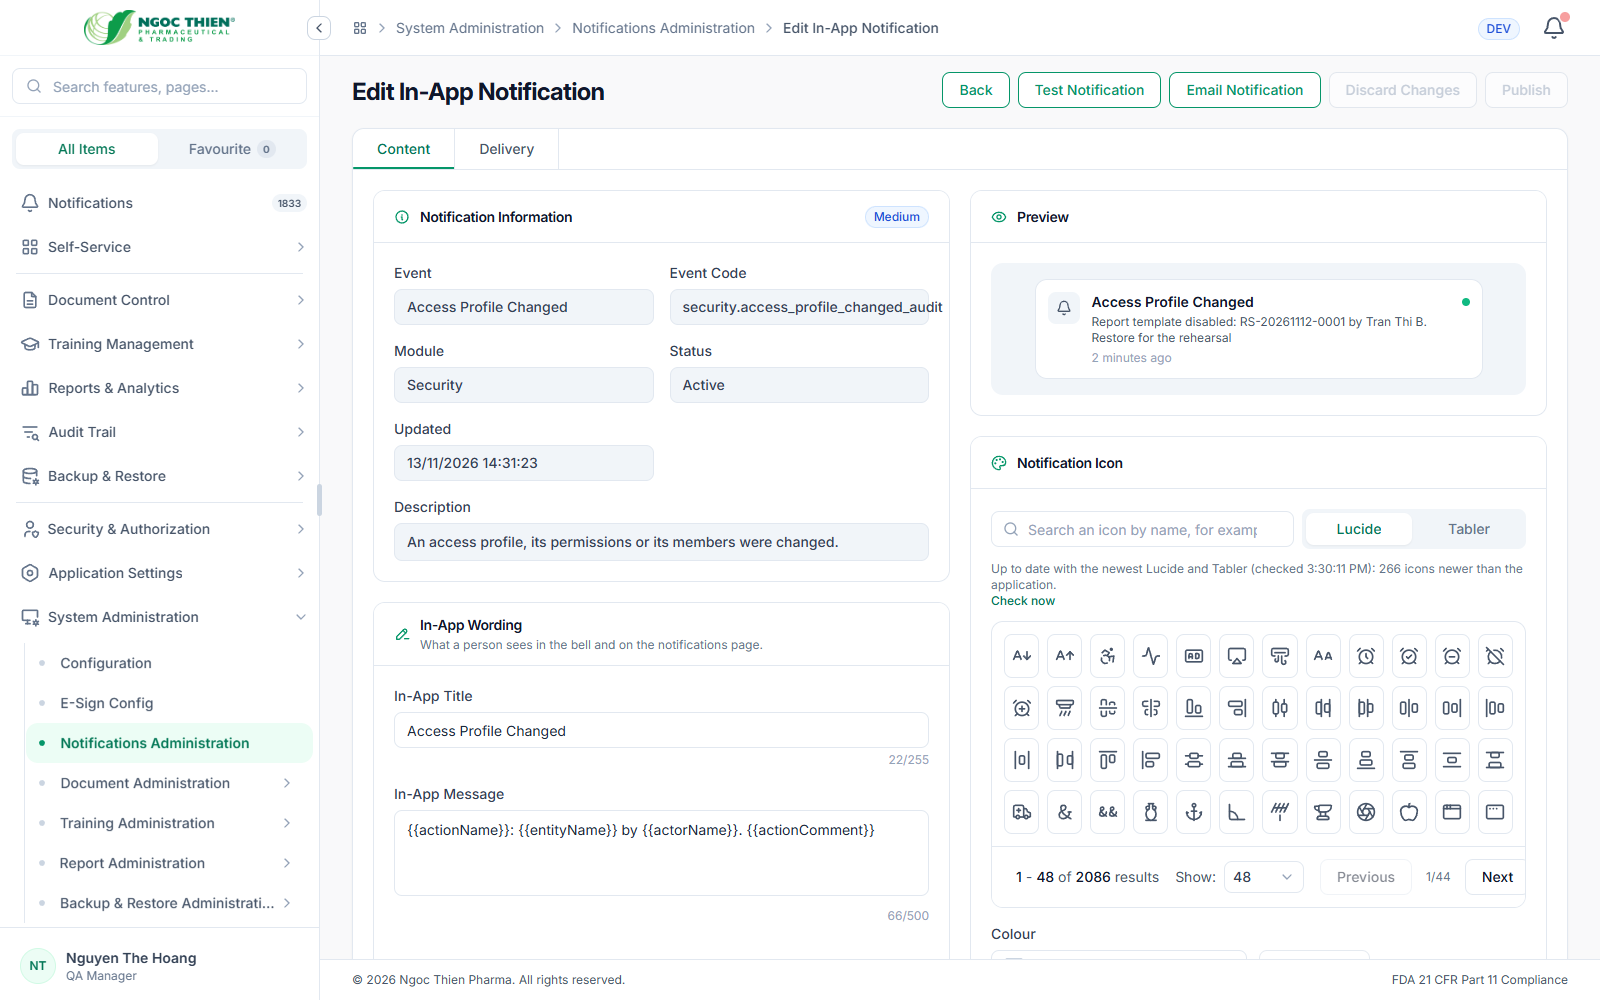 NGOC THIEN®
PHARMACEUTICAL
& TRADING
System Administration
Notifications Administration
Edit In-App Notification
DEV
Search features, pages...
All Items
Favourite 0
Notifications
1833
Self-Service
Document Control
Training Management
Reports & Analytics
Audit Trail
Backup & Restore
Security & Authorization
Application Settings
System Administration
Configuration
E-Sign Config
Notifications Administration
Document Administration
Training Administration
Report Administration
Backup & Restore Administrati...
NT
Nguyen The Hoang
QA Manager
Edit In-App Notification
Back
Test Notification
Email Notification
Discard Changes
Publish
Content
Delivery
Notification Information
Medium
Event
Event Code
Access Profile Changed
security.access_profile_changed_audit
Module
Status
Security
Active
Updated
13/11/2026 14:31:23
Description
An access profile, its permissions or its members were changed.
In-App Wording
What a person sees in the bell and on the notifications page.
In-App Title
Access Profile Changed
22/255
In-App Message
{{actionName}}: {{entityName}} by {{actorName}}. {{actionComment}}
66/500
Preview
Access Profile Changed
Report template disabled: RS-20261112-0001 by Tran Thi B.
Restore for the rehearsal
2 minutes ago
Notification Icon
Search an icon by name, for examp
Lucide
Tabler
Up to date with the newest Lucide and Tabler (checked 3:30:11 PM): 266 icons newer than the
application.
Check now
1 - 48 of 2086 results
Show:
48
Previous
1/44
Next
Colour
© 2026 Ngoc Thien Pharma. All rights reserved.
FDA 21 CFR Part 11 Compliance